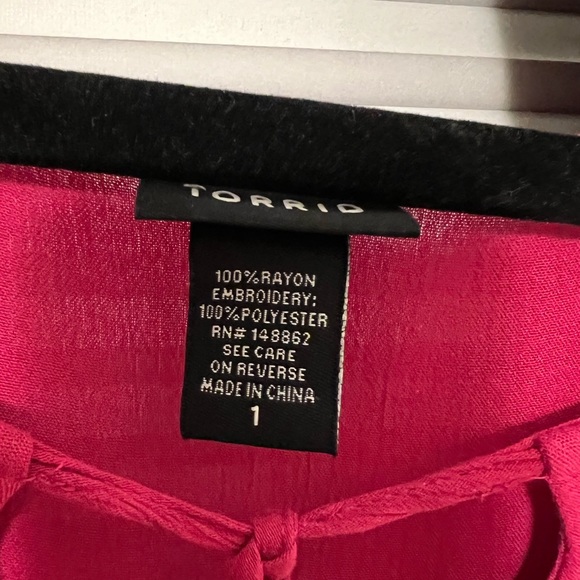 TORRID
100%RAYON
EMBROIDERY:
100%POLYESTER
RN# 148862
SEE CARE
ON REVERSE
MADE IN CHINA
1